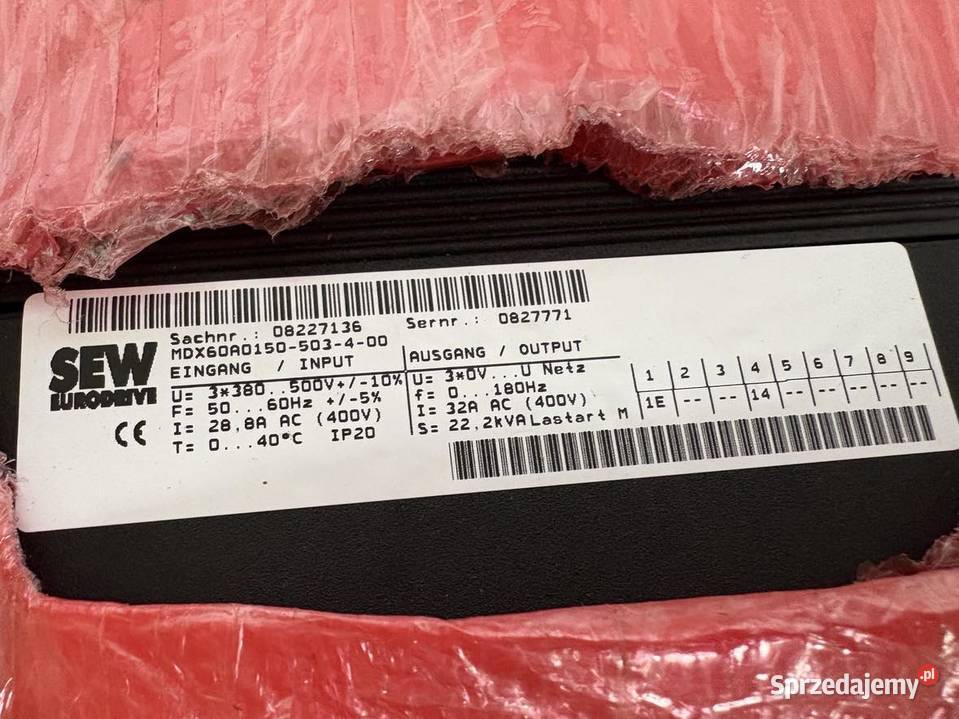 Sachnr.: 08227136 Sernr.: 0827771
MDX60A0150-503-4-00
SEW
EURODRIVE
CE
EINGANG / INPUT
U= 3*380...500V+/-10%
F= 50...60Hz +/-5%
I= 28,8A AC (400V)
T= 0...40°C IP20
AUSGANG / OUTPUT
U= 3*0V...U Netz
f= 0...180Hz
I= 32A AC (400V)
S= 22,2kVA Lastart M
1 2 3 4 5 6 7 8 9
1E -- -- 14 -- -- -- -- --
Sprzedajemy.pl